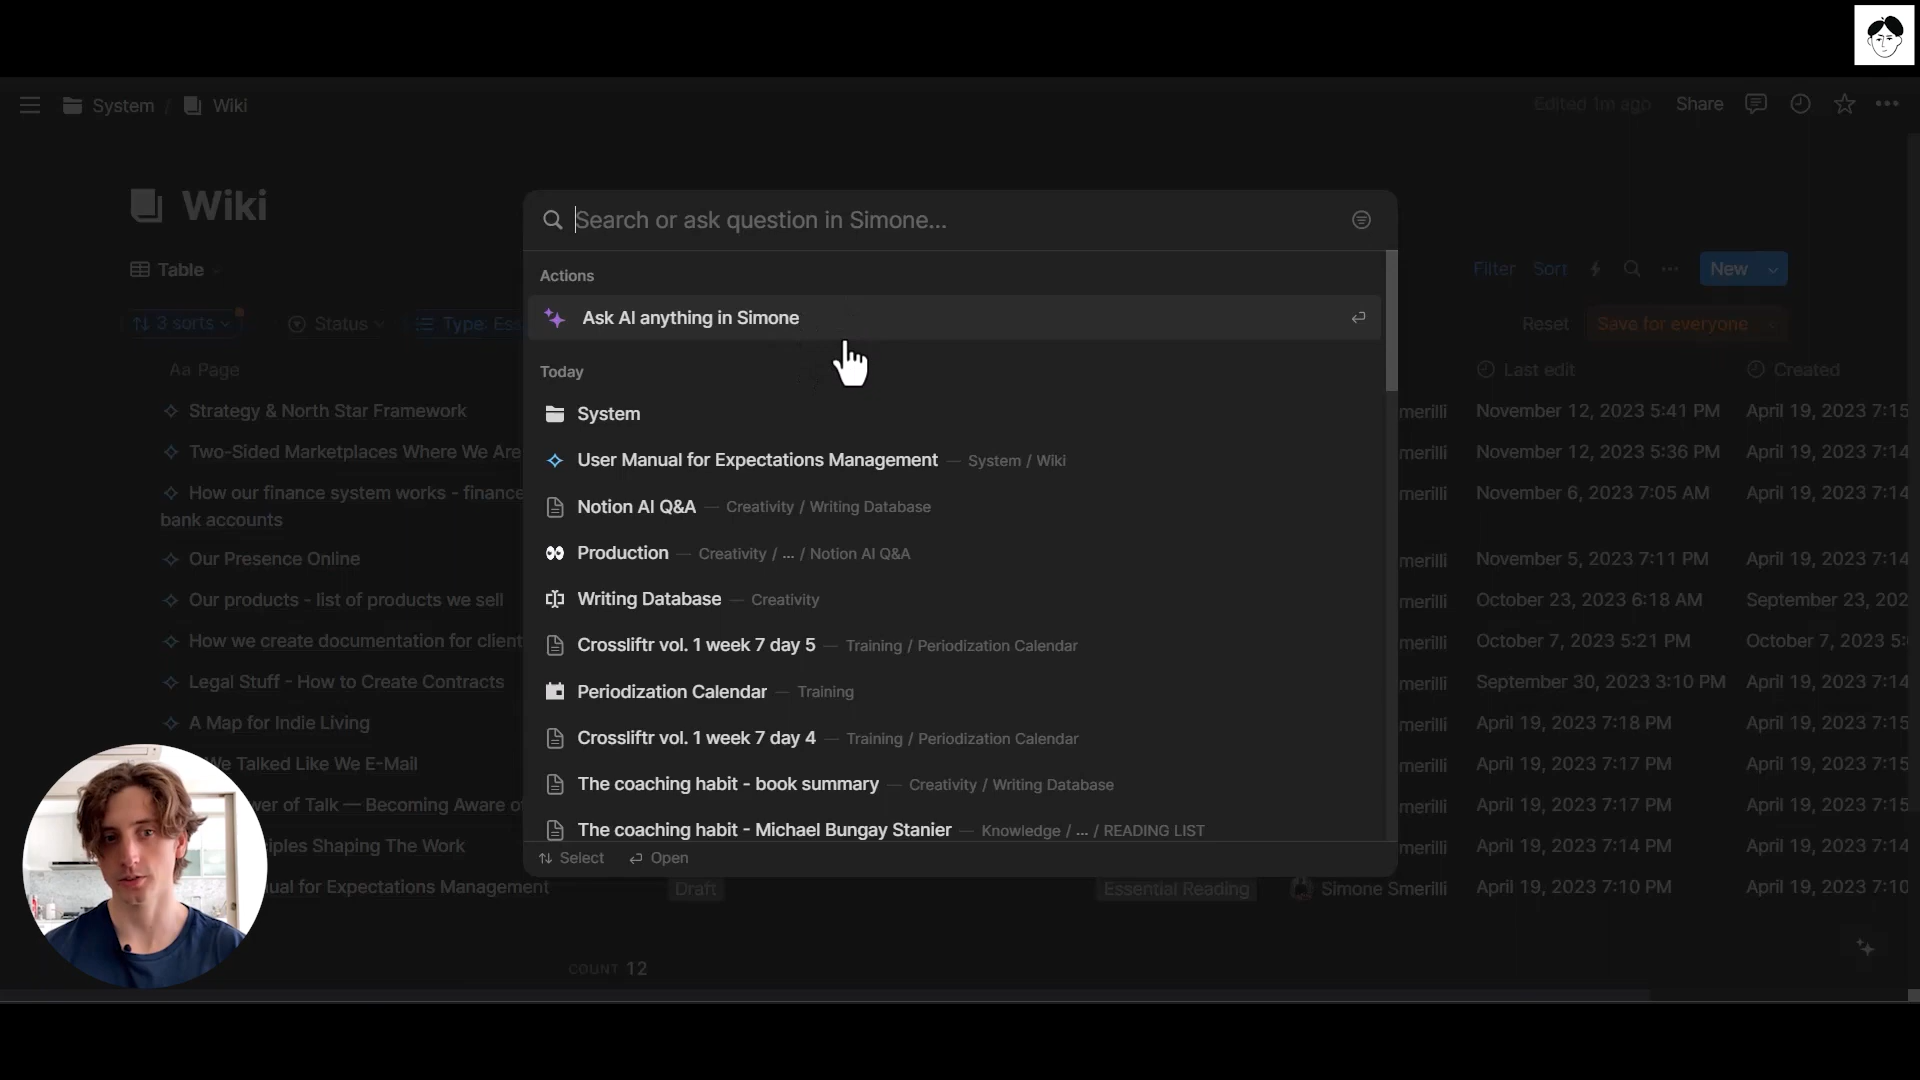 System / Wiki
Edited 1m ago Share
Wiki
Search or ask question in Simone...
Table
Filter Sort New
Actions
3 sorts Status Type: Ess
Ask AI anything in Simone
Reset Save for everyone
Aa Page
Today
Last edit Created
Strategy & North Star Framework
System
merilli November 12, 2023 5:41 PM April 19, 2023 7:15
Two-Sided Marketplaces Where We Are
User Manual for Expectations Management — System / Wiki
merilli November 12, 2023 5:36 PM April 19, 2023 7:15
How our finance system works - finance
bank accounts
Notion AI Q&A — Creativity / Writing Database
merilli November 6, 2023 7:05 AM April 19, 2023 7:14
Our Presence Online
Production — Creativity / ... / Notion AI Q&A
merilli November 5, 2023 7:11 PM April 19, 2023 7:14
Our products - list of products we sell
Writing Database — Creativity
merilli October 23, 2023 6:18 AM September 23, 202
How we create documentation for client
Crossliftr vol. 1 week 7 day 5 — Training / Periodization Calendar
merilli October 7, 2023 5:21 PM October 7, 2023 5:
Legal Stuff - How to Create Contracts
Periodization Calendar — Training
merilli September 30, 2023 3:10 PM April 19, 2023 7:14
A Map for Indie Living
Crossliftr vol. 1 week 7 day 4 — Training / Periodization Calendar
merilli April 19, 2023 7:18 PM April 19, 2023 7:15
We Talked Like We E-Mail
The coaching habit - book summary — Creativity / Writing Database
merilli April 19, 2023 7:17 PM April 19, 2023 7:15
wer of Talk — Becoming Aware of
The coaching habit - Michael Bungay Stanier — Knowledge / ... / READING LIST
merilli April 19, 2023 7:17 PM April 19, 2023 7:15
ciples Shaping The Work
Select Open
merilli April 19, 2023 7:14 PM April 19, 2023 7:14
ual for Expectations Management Draft Essential Reading Simone Smerilli April 19, 2023 7:10 PM April 19, 2023 7:10
COUNT 12